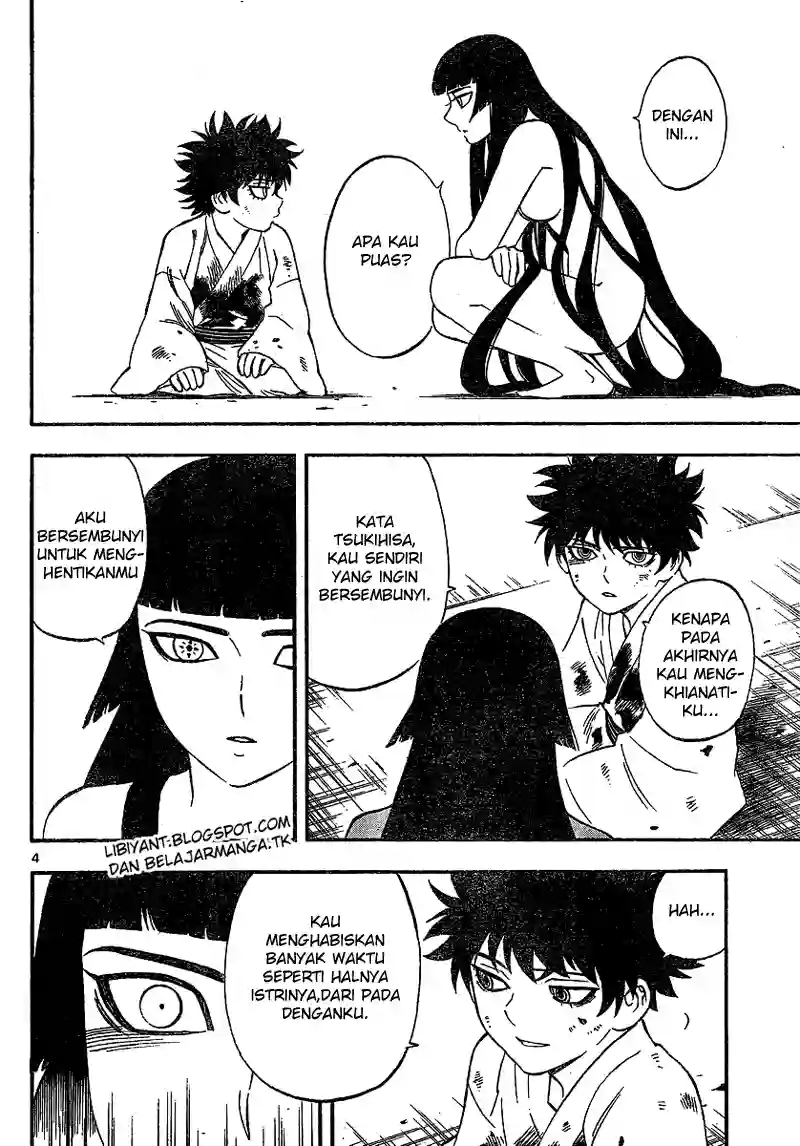 DENGAN
INI...
APA KAU
PUAS?
AKU
BERSEMBUNYI
UNTUK MENG-
HENTIKANMU
KATA
TSUKIHISA,
KAU SENDIRI
YANG INGIN
BERSEMBUNYI.
KENAPA
PADA
AKHIRNYA
KAU MENG-
KHIANATI-
KU...
LIBIYANT.BLOGSPOT.COM
DAN BELAJARMANGA.TK
4
HAH...
KAU
MENGHABISKAN
BANYAK WAKTU
SEPERTI HALNYA
ISTRINYA,DARI PADA
DENGANKU.